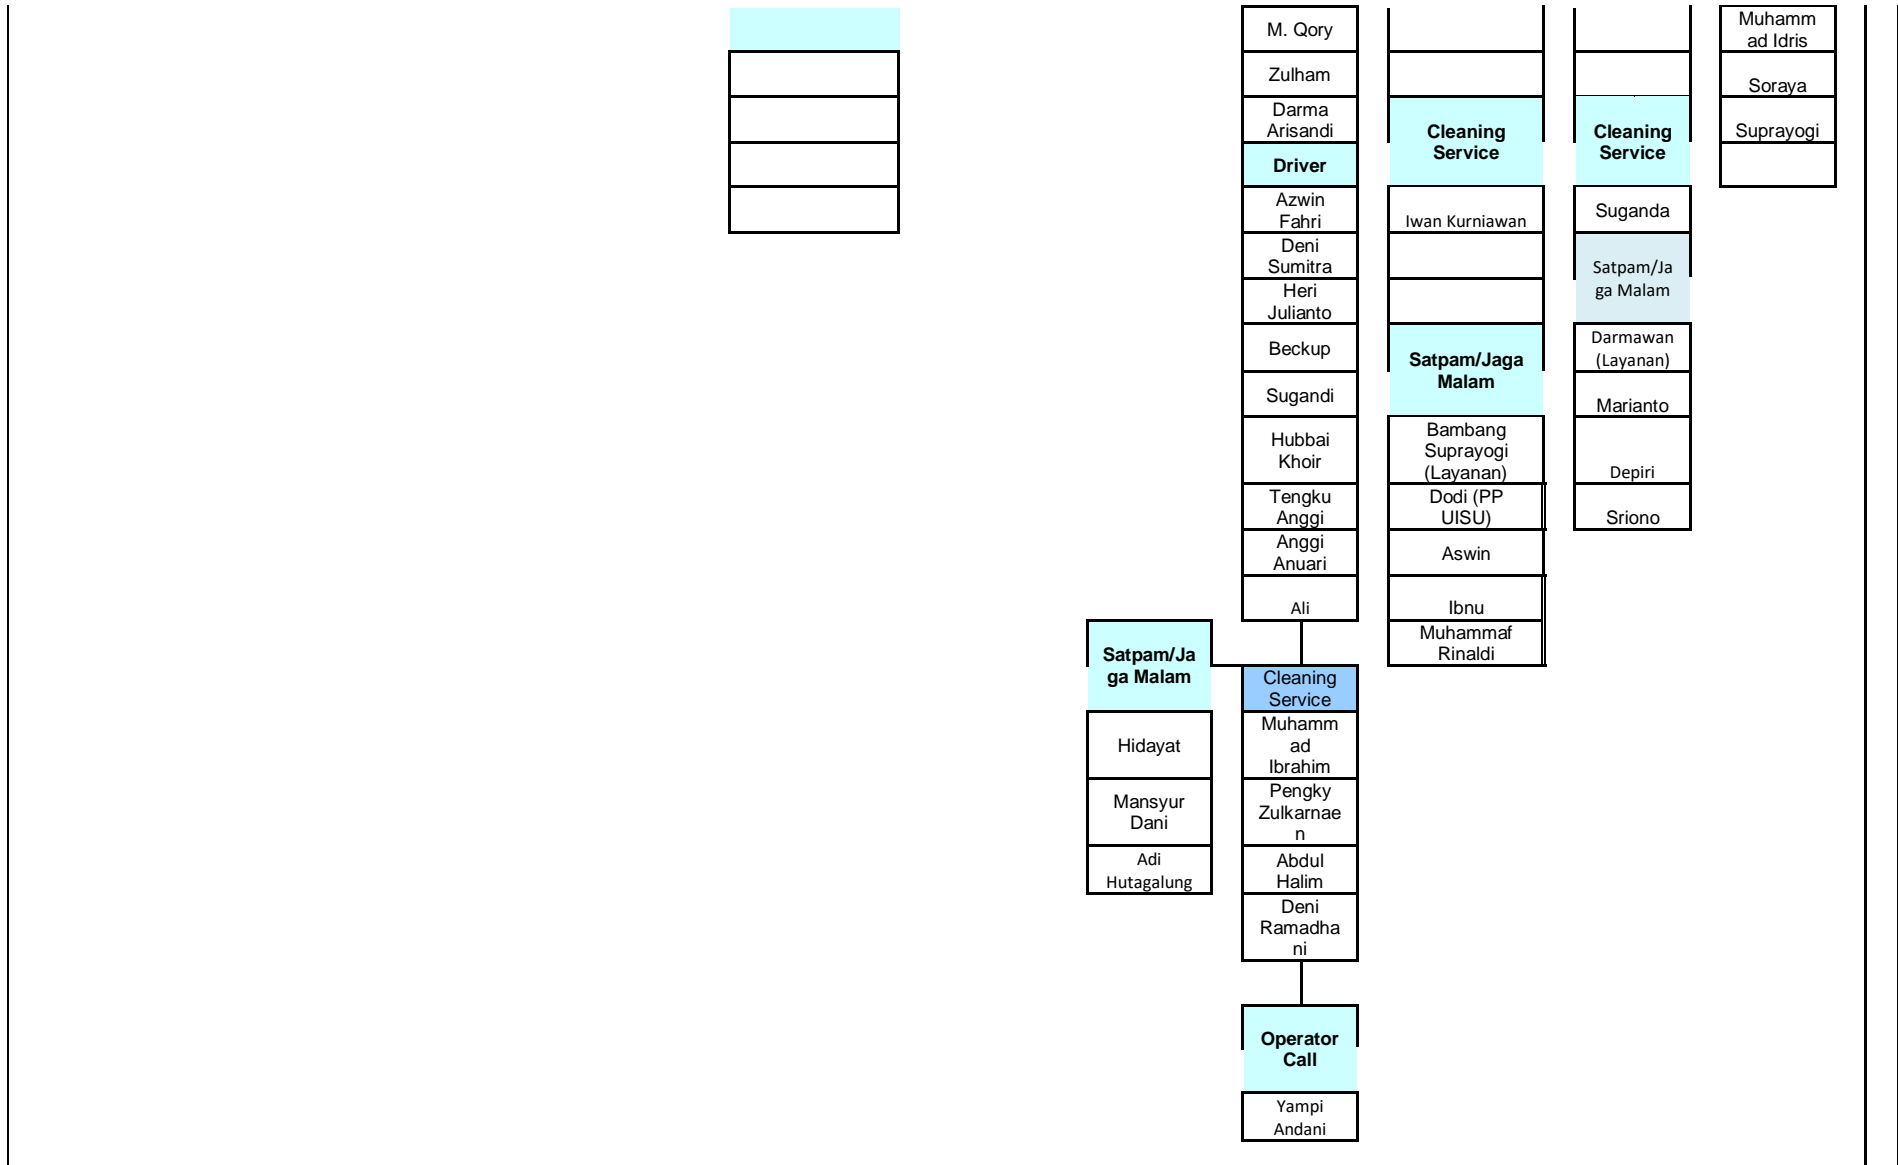 M. Qory
Zulham
Darma
Arisandi
Driver
Azwin
Fahri
Deni
Sumitra
Heri
Julianto
Beckup
Sugandi
Hubbai
Khoir
Tengku
Anggi
Anggi
Anuari
Ali
Cleaning
Service
Muhamm
ad
Ibrahim
Pengky
Zulkarnae
n
Abdul
Halim
Deni
Ramadha
ni
Operator
Call
Yampi
Andani
Satpam/Ja
ga Malam
Hidayat
Mansyur
Dani
Adi
Hutagalung
Cleaning
Service
Iwan Kurniawan
Satpam/Jaga
Malam
Bambang
Suprayogi
(Layanan)
Dodi (PP
UISU)
Aswin
Ibnu
Muhammaf
Rinaldi
Cleaning
Service
Suganda
Satpam/Ja
ga Malam
Darmawan
(Layanan)
Marianto
Depiri
Sriono
Muhamm
ad Idris
Soraya
Suprayogi